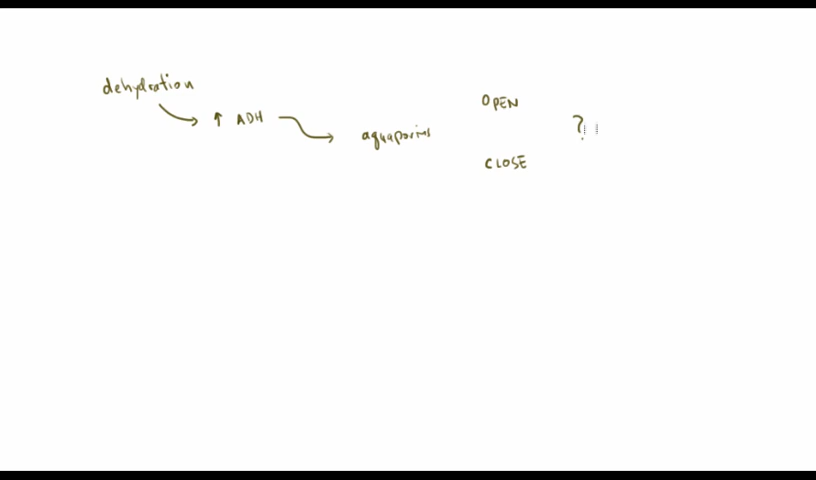 dehydration
↑ ADH
aquaporins
OPEN
?
CLOSE